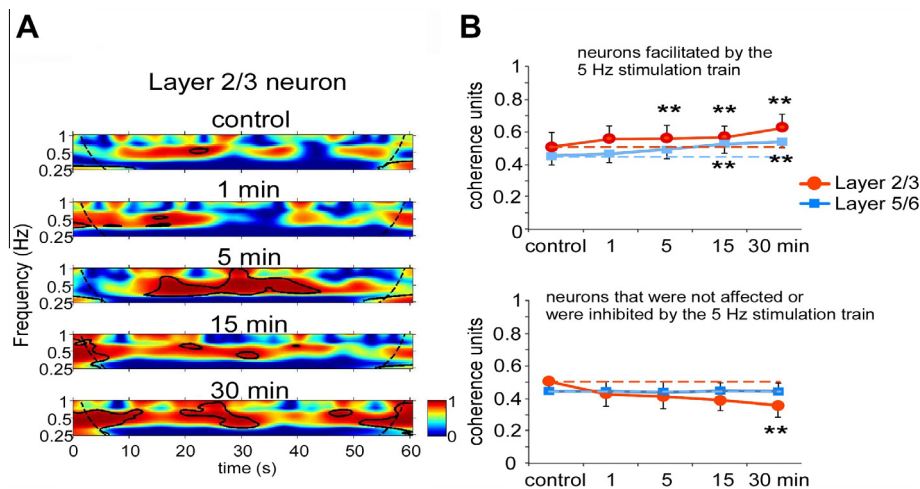 A
Layer 2/3 neuron
control
1
0.5
0.25
1 min
1
0.5
0.25
5 min
1
0.5
0.25
15 min
1
0.5
0.25
30 min
1
0.5
0.25
0 10 20 30 40 50 60
time (s)
Frequency (Hz)
1
0
B
neurons facilitated by the
5 Hz stimulation train
1
0.8
0.6
0.4
0.2
0
coherence units
** ** **
** **
control 1 5 15 30 min
Layer 2/3
Layer 5/6
neurons that were not affected or
were inhibited by the 5 Hz stimulation train
1
0.8
0.6
0.4
0.2
0
coherence units
**
control 1 5 15 30 min